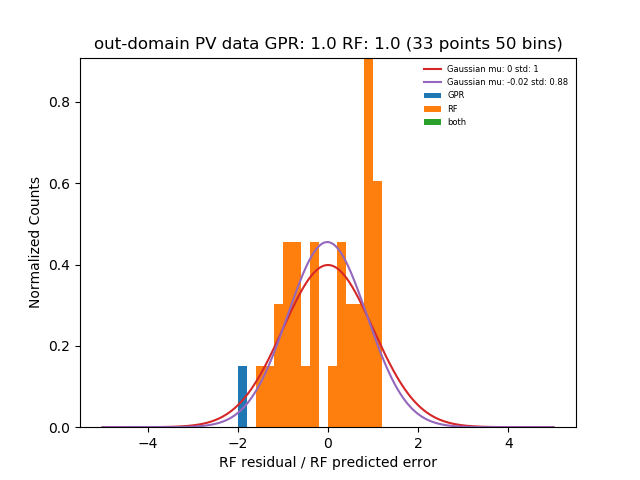 out-domain PV data GPR: 1.0 RF: 1.0 (33 points 50 bins)
Gaussian mu: 0 std: 1
Gaussian mu: -0.02 std: 0.88
GPR
RF
both
Normalized Counts
0.8
0.6
0.4
0.2
0.0
−4
−2
0
2
4
RF residual / RF predicted error